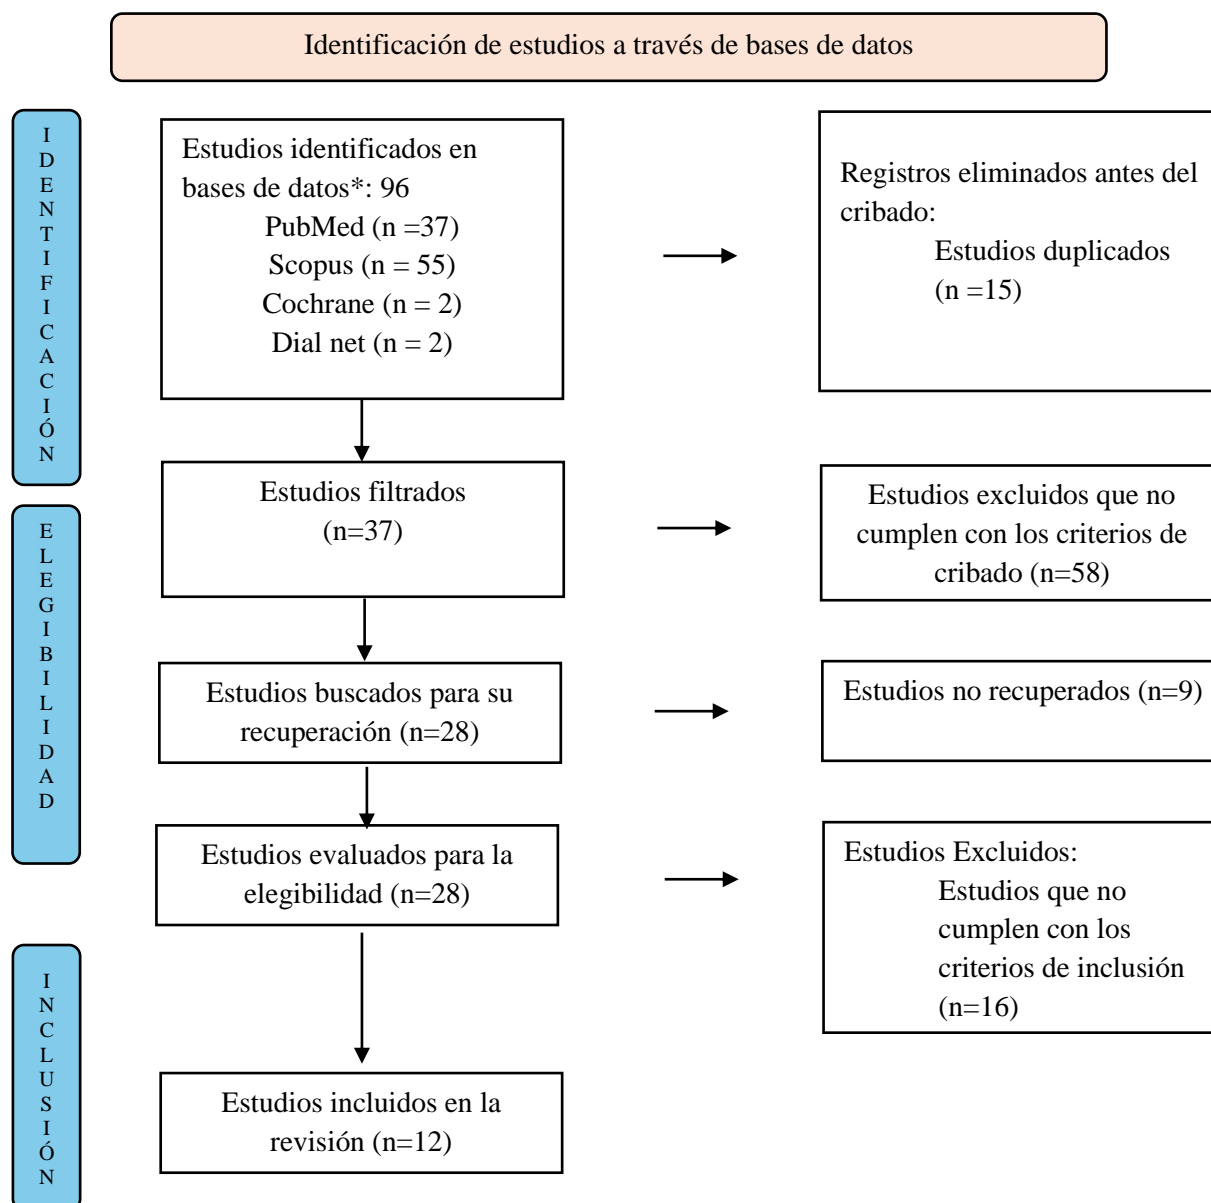 Identificación de estudios a través de bases de datos
IDENTIFICACIÓN
Estudios identificados en
bases de datos*: 96
PubMed (n =37)
Scopus (n = 55)
Cochrane (n = 2)
Dial net (n = 2)
Registros eliminados antes del
cribado:
Estudios duplicados
(n =15)
Estudios filtrados
(n=37)
Estudios excluidos que no
cumplen con los criterios de
cribado (n=58)
ELEGIBILIDAD
Estudios buscados para su
recuperación (n=28)
Estudios no recuperados (n=9)
Estudios evaluados para la
elegibilidad (n=28)
Estudios Excluidos:
Estudios que no
cumplen con los
criterios de inclusión
(n=16)
INCLUSIÓN
Estudios incluidos en la
revisión (n=12)